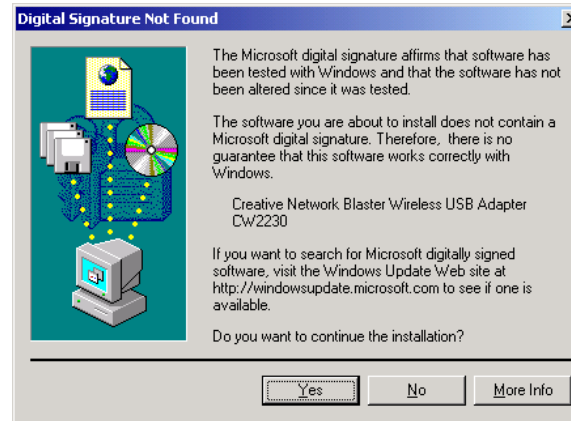 Digital Signature Not Found
The Microsoft digital signature affirms that software has
been tested with Windows and that the software has not
been altered since it was tested.
The software you are about to install does not contain a
Microsoft digital signature. Therefore,  there is no
guarantee that this software works correctly with
Windows.
Creative Network Blaster Wireless USB Adapter
CW2230
If you want to search for Microsoft digitally signed
software, visit the Windows Update Web site at
http://windowsupdate.microsoft.com to see if one is
available.
Do you want to continue the installation?
Yes No More Info